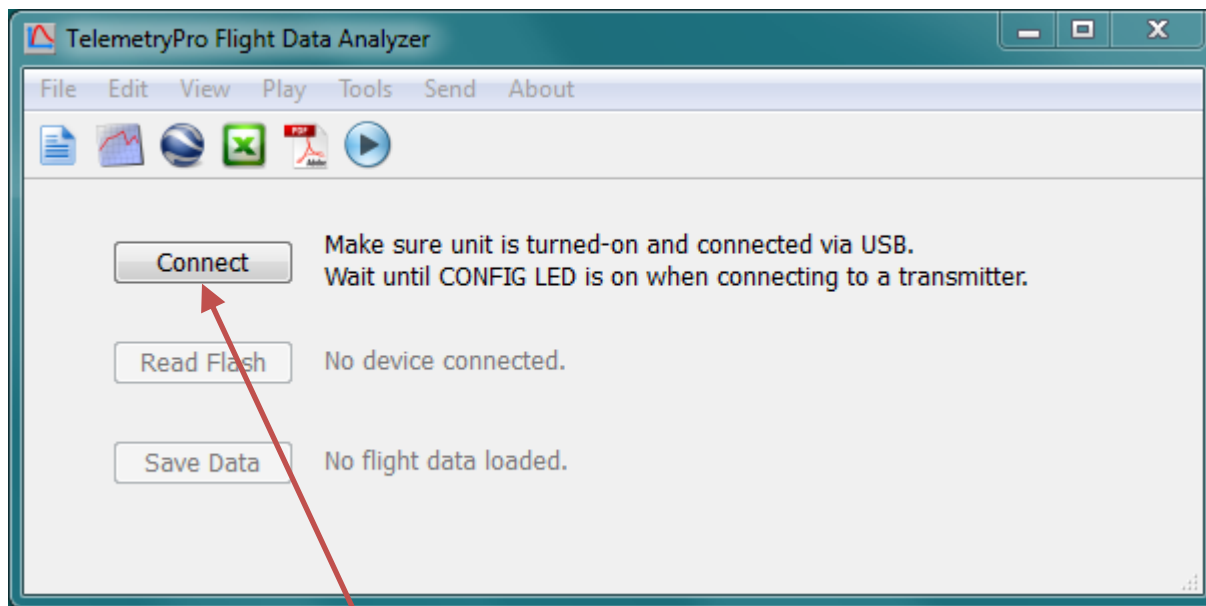 TelemetryPro Flight Data Analyzer
File Edit View Play Tools Send About
PDF
Adobe
Connect
Make sure unit is turned-on and connected via USB.
Wait until CONFIG LED is on when connecting to a transmitter.
Read Flash
No device connected.
Save Data
No flight data loaded.